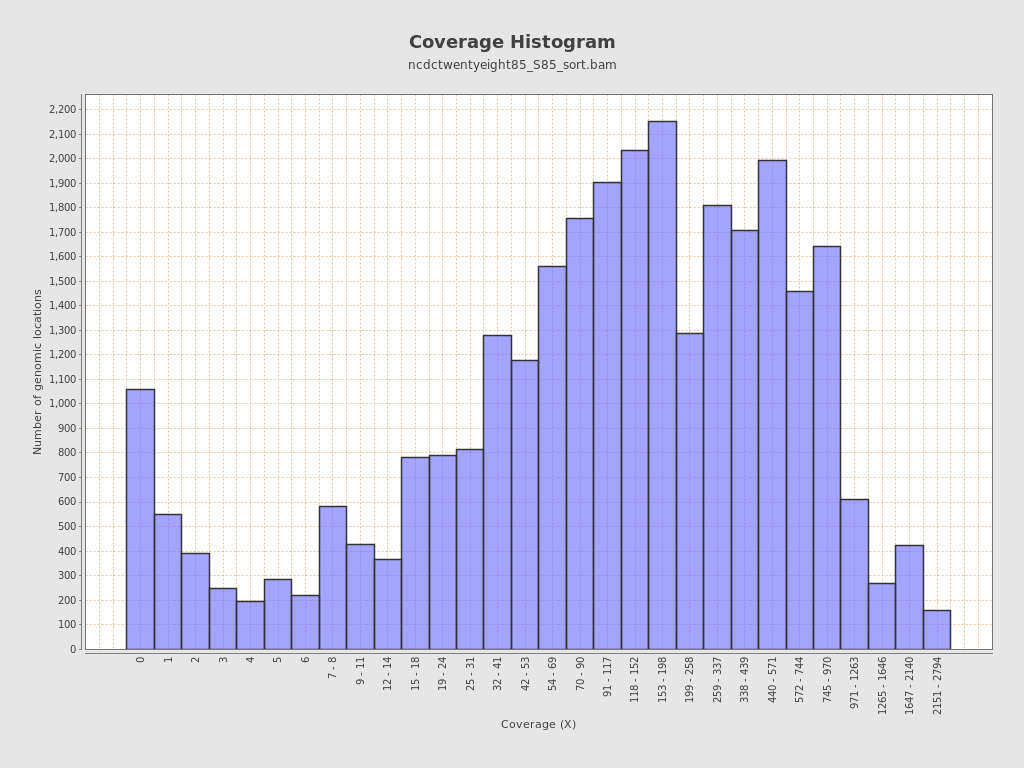 Coverage Histogram
ncdctwentyeight85_S85_sort.bam
Number of genomic locations
2,200
2,100
2,000
1,900
1,800
1,700
1,600
1,500
1,400
1,300
1,200
1,100
1,000
900
800
700
600
500
400
300
200
100
0
0
1
2
3
4
5
6
7 - 8
9 - 11
12 - 14
15 - 18
19 - 24
25 - 31
32 - 41
42 - 53
54 - 69
70 - 90
91 - 117
118 - 152
153 - 198
199 - 258
259 - 337
338 - 439
440 - 571
572 - 744
745 - 970
971 - 1263
1265 - 1646
1647 - 2140
2151 - 2794
Coverage (X)